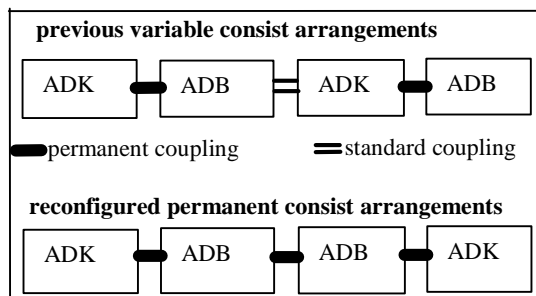 previous variable consist arrangements
ADK ADB ADK ADB
permanent coupling standard coupling
reconfigured permanent consist arrangements
ADK ADB ADB ADK